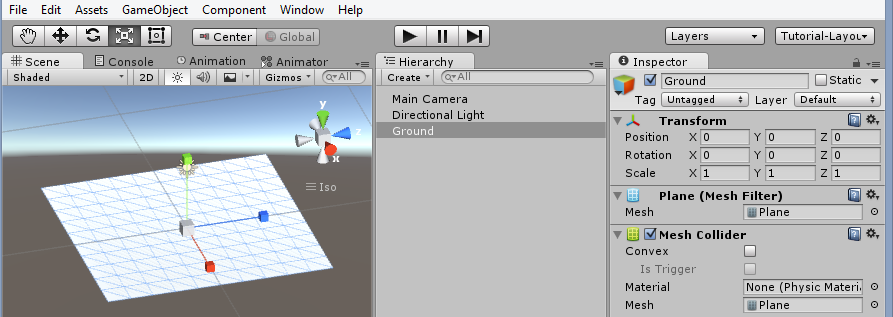 File Edit Assets GameObject Component Window Help
Center Global Layers Tutorial-Layou
Scene Console Animation Animator Hierarchy Inspector
Shaded 2D Gizmos All Create All Ground Static
Tag Untagged Layer Default
Main Camera
Directional Light
Ground
y
z
x
Iso
Transform
Position X 0 Y 0 Z 0
Rotation X 0 Y 0 Z 0
Scale X 1 Y 1 Z 1
Plane (Mesh Filter)
Mesh Plane
Mesh Collider
Convex
Is Trigger
Material None (Physic Materi
Mesh Plane